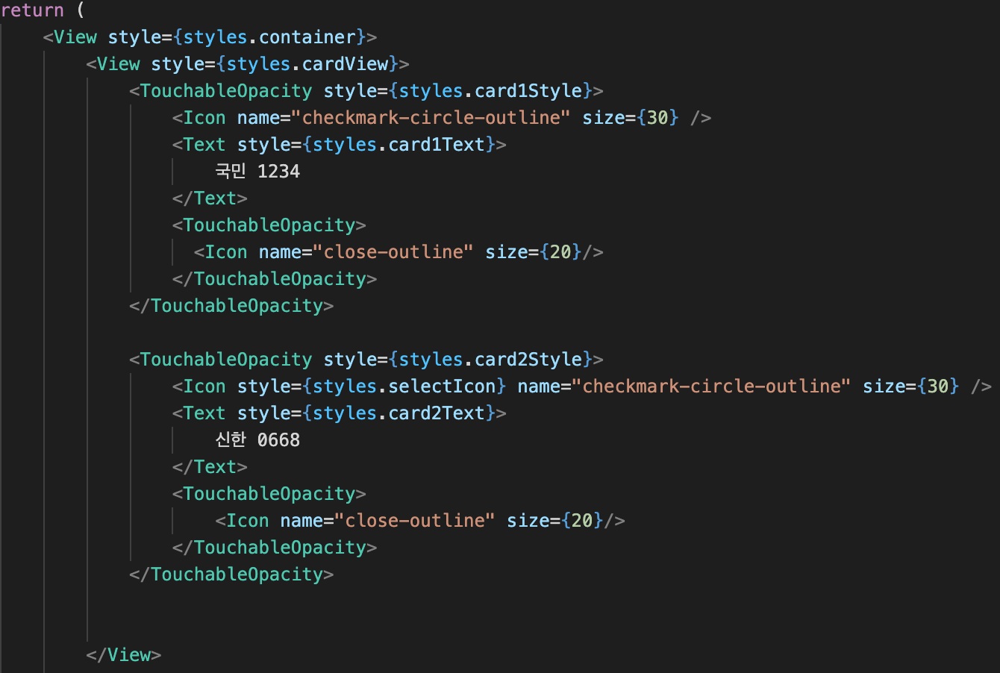 return (
<View style={styles.container}>
<View style={styles.cardView}>
<TouchableOpacity style={styles.card1Style}>
<Icon name="checkmark-circle-outline" size={30} />
<Text style={styles.card1Text}>
국민 1234
</Text>
<TouchableOpacity>
<Icon name="close-outline" size={20}/>
</TouchableOpacity>
</TouchableOpacity>
<TouchableOpacity style={styles.card2Style}>
<Icon style={styles.selectIcon} name="checkmark-circle-outline" size={30} />
<Text style={styles.card2Text}>
신한 0668
</Text>
<TouchableOpacity>
<Icon name="close-outline" size={20}/>
</TouchableOpacity>
</TouchableOpacity>
</View>